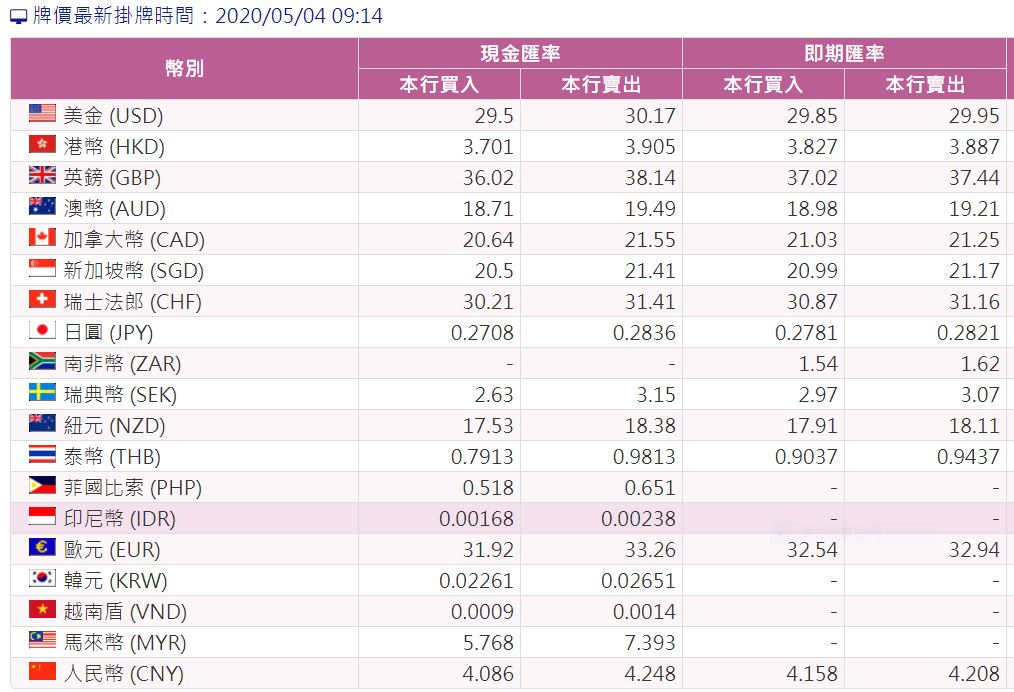 牌價最新掛牌時間：2020/05/04 09:14
幣別 現金匯率 即期匯率
本行買入 本行賣出 本行買入 本行賣出
美金 (USD) 29.5 30.17 29.85 29.95
港幣 (HKD) 3.701 3.905 3.827 3.887
英鎊 (GBP) 36.02 38.14 37.02 37.44
澳幣 (AUD) 18.71 19.49 18.98 19.21
加拿大幣 (CAD) 20.64 21.55 21.03 21.25
新加坡幣 (SGD) 20.5 21.41 20.99 21.17
瑞士法郎 (CHF) 30.21 31.41 30.87 31.16
日圓 (JPY) 0.2708 0.2836 0.2781 0.2821
南非幣 (ZAR) - - 1.54 1.62
瑞典幣 (SEK) 2.63 3.15 2.97 3.07
紐元 (NZD) 17.53 18.38 17.91 18.11
泰幣 (THB) 0.7913 0.9813 0.9037 0.9437
菲國比索 (PHP) 0.518 0.651 - -
印尼幣 (IDR) 0.00168 0.00238 - -
歐元 (EUR) 31.92 33.26 32.54 32.94
韓元 (KRW) 0.02261 0.02651 - -
越南盾 (VND) 0.0009 0.0014 - -
馬來幣 (MYR) 5.768 7.393 - -
人民幣 (CNY) 4.086 4.248 4.158 4.208